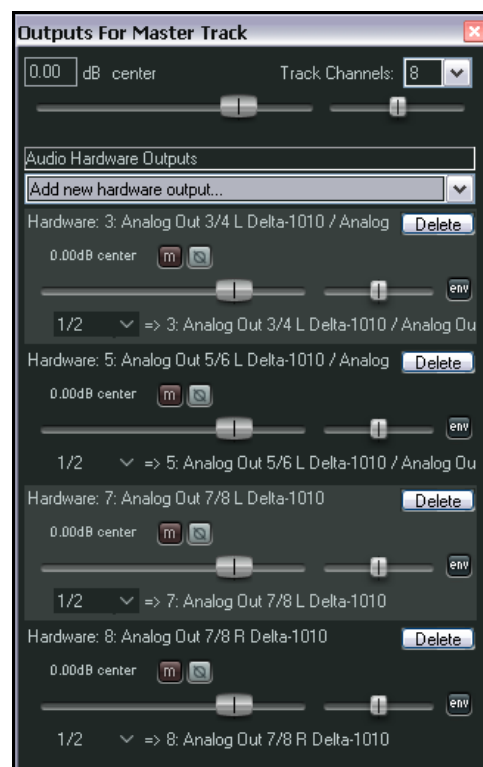 Outputs For Master Track
0.00 dB center Track Channels: 8
Audio Hardware Outputs
Add new hardware output...
Hardware: 3: Analog Out 3/4 L Delta-1010 / Analog Delete
0.00dB center m
env
1/2 => 3: Analog Out 3/4 L Delta-1010 / Analog Ou
Hardware: 5: Analog Out 5/6 L Delta-1010 / Analog Delete
0.00dB center m
env
1/2 => 5: Analog Out 5/6 L Delta-1010 / Analog Ou
Hardware: 7: Analog Out 7/8 L Delta-1010 Delete
0.00dB center m
env
1/2 => 7: Analog Out 7/8 L Delta-1010
Hardware: 8: Analog Out 7/8 R Delta-1010 Delete
0.00dB center m
env
1/2 => 8: Analog Out 7/8 R Delta-1010